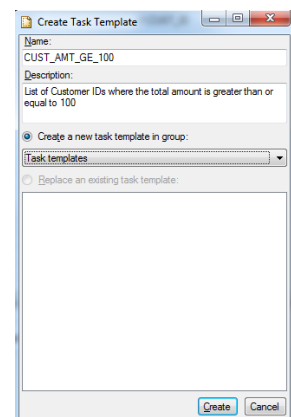 Create Task Template
Name:
CUST_AMT_GE_100
Description:
List of Customer IDs where the total amount is greater than or
equal to 100
Create a new task template in group:
Task templates
Replace an existing task template:
Create
Cancel